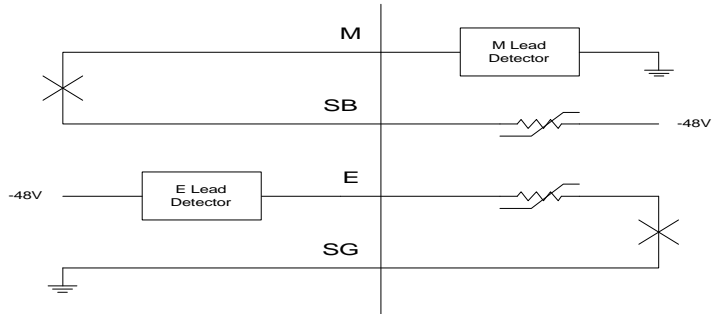 M
M Lead
Detector
SB
-48V
E
-48V
E Lead
Detector
SG